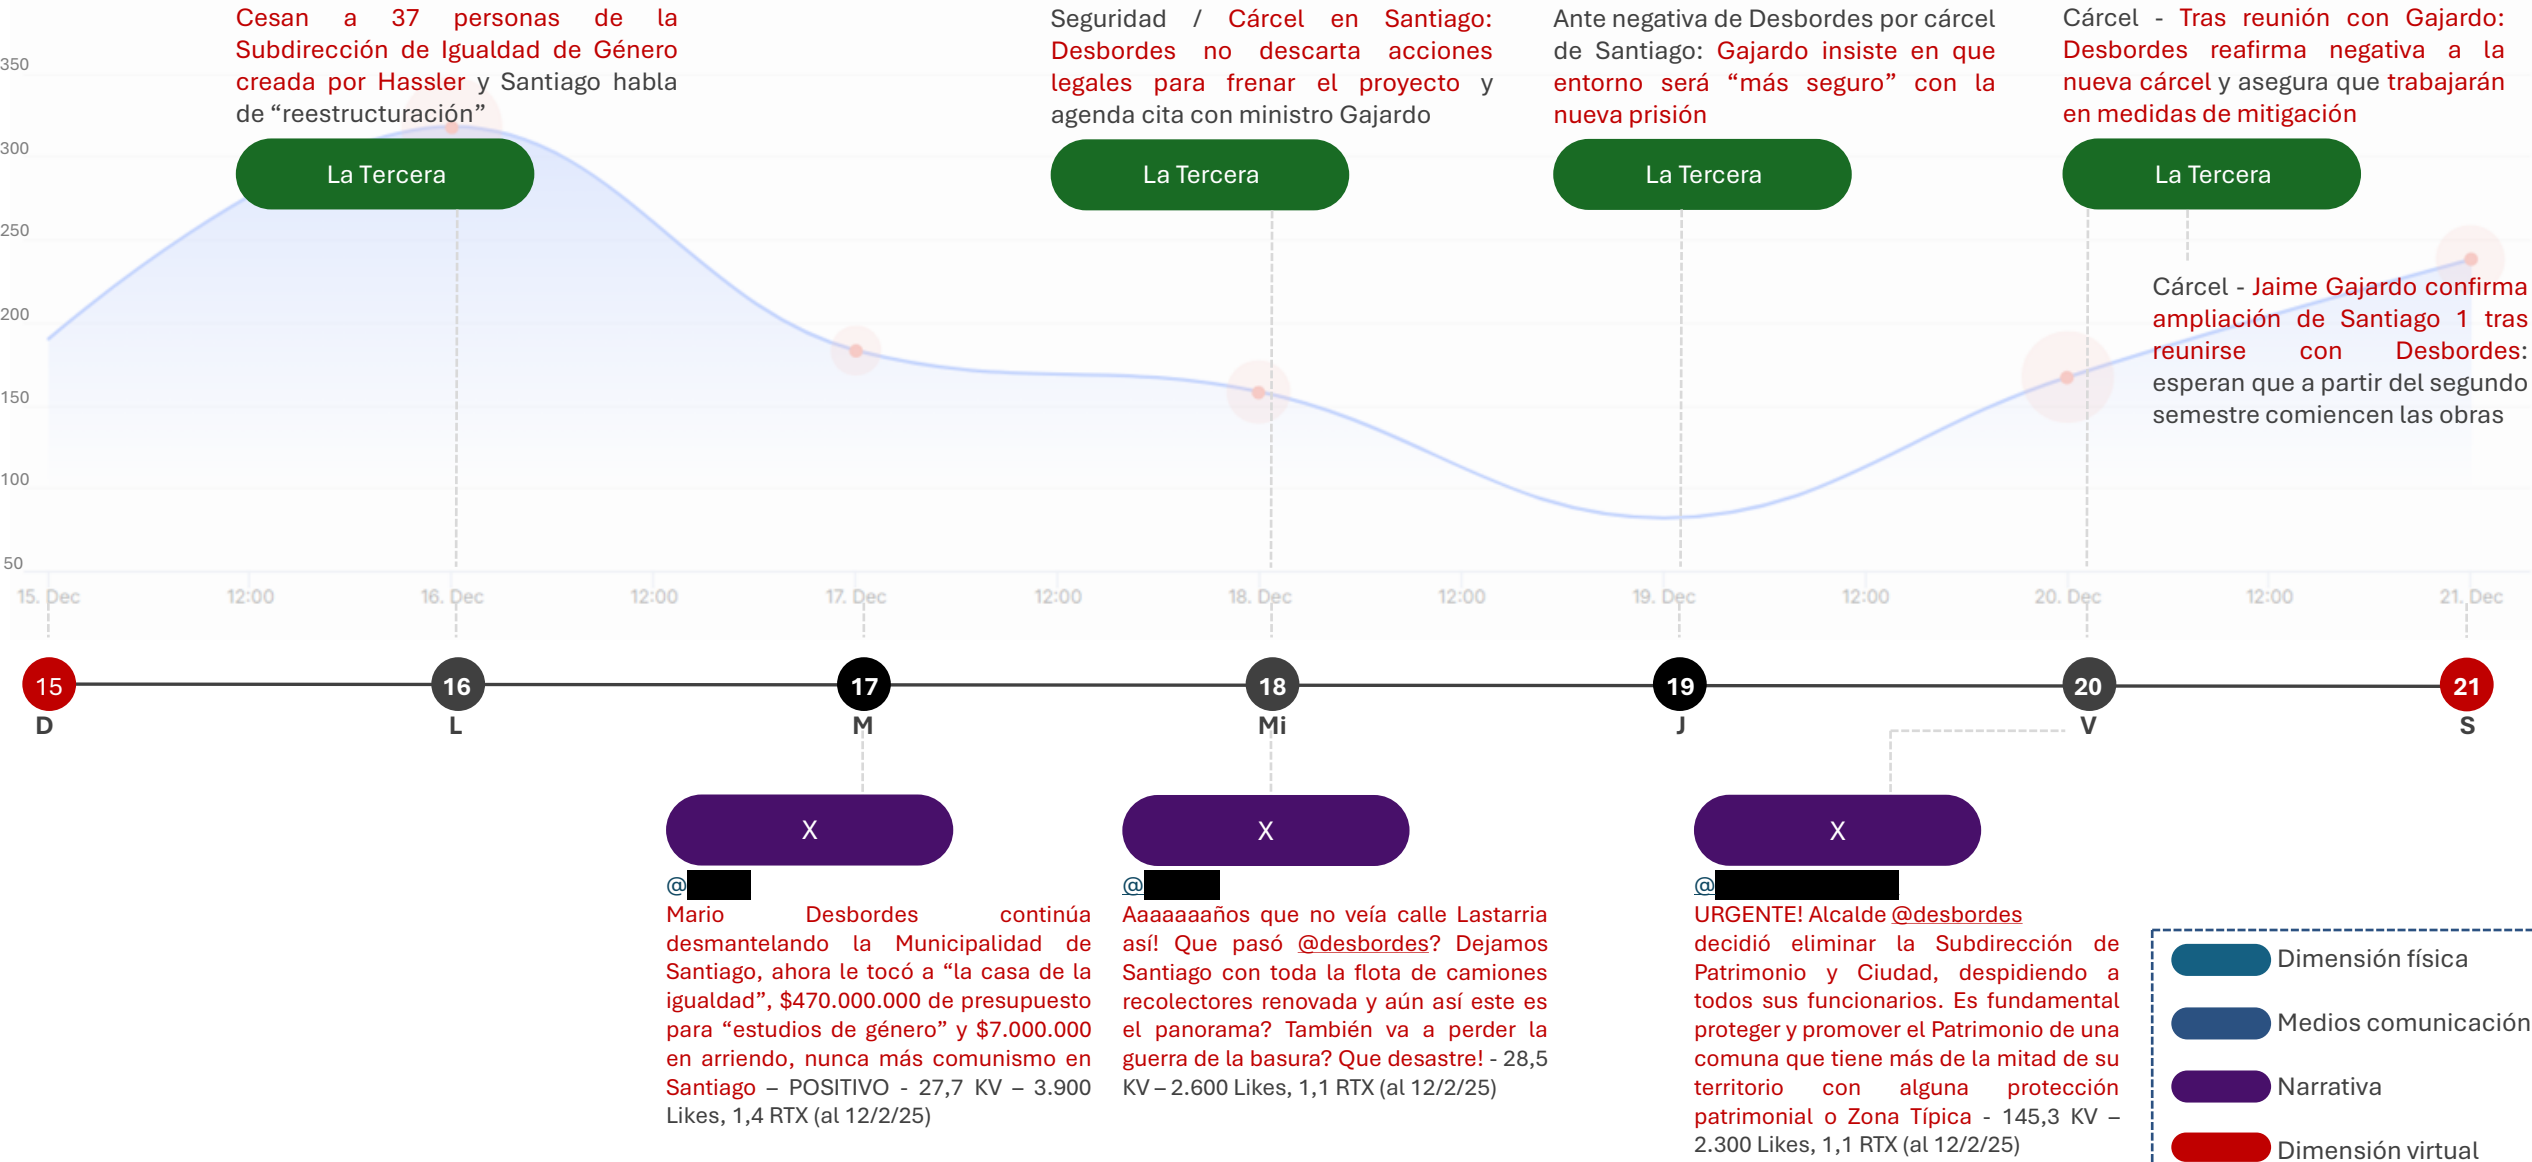 Cesan a 37 personas de la
Subdirección de Igualdad de Género
creada por Hassler y Santiago habla
de “reestructuración”
La Tercera
Seguridad / Cárcel en Santiago:
Desbordes no descarta acciones
legales para frenar el proyecto y
agenda cita con ministro Gajardo
La Tercera
Ante negativa de Desbordes por cárcel
de Santiago: Gajardo insiste en que
entorno será “más seguro” con la
nueva prisión
La Tercera
Cárcel - Tras reunión con Gajardo:
Desbordes reafirma negativa a la
nueva cárcel y asegura que trabajarán
en medidas de mitigación
La Tercera
Cárcel - Jaime Gajardo confirma
ampliación de Santiago 1 tras
reunirse con Desbordes:
esperan que a partir del segundo
semestre comiencen las obras
350
300
250
200
150
100
50
15. Dec 12:00 16. Dec 12:00 17. Dec 12:00 18. Dec 12:00 19. Dec 12:00 20. Dec 12:00 21. Dec
15 16 17 18 19 20 21
D L M Mi J V S
X
@
Mario Desbordes continúa
desmantelando la Municipalidad de
Santiago, ahora le tocó a “la casa de la
igualdad”, $470.000.000 de presupuesto
para “estudios de género” y $7.000.000
en arriendo, nunca más comunismo en
Santiago – POSITIVO - 27,7 KV – 3.900
Likes, 1,4 RTX (al 12/2/25)
X
@
Aaaaaaaños que no veía calle Lastarria
así! Que pasó @desbordes? Dejamos
Santiago con toda la flota de camiones
recolectores renovada y aún así este es
el panorama? También va a perder la
guerra de la basura? Que desastre! - 28,5
KV – 2.600 Likes, 1,1 RTX (al 12/2/25)
X
@
URGENTE! Alcalde @desbordes
decidió eliminar la Subdirección de
Patrimonio y Ciudad, despidiendo a
todos sus funcionarios. Es fundamental
proteger y promover el Patrimonio de una
comuna que tiene más de la mitad de su
territorio con alguna protección
patrimonial o Zona Típica - 145,3 KV –
2.300 Likes, 1,1 RTX (al 12/2/25)
Dimensión física
Medios comunicación
Narrativa
Dimensión virtual